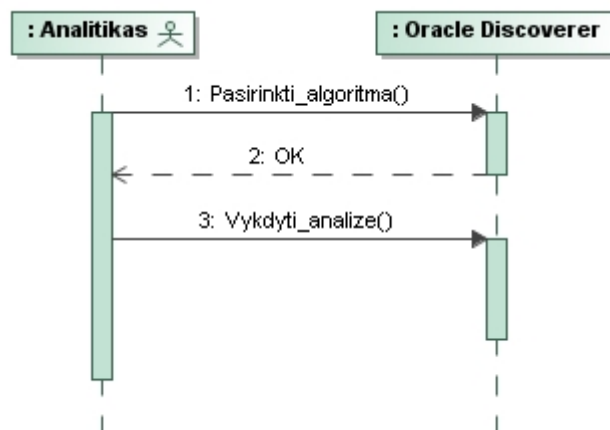 : Analitikas
: Oracle Discoverer
1: Pasirinkti_algoritma()
2: OK
3: Vykdyti_analize()